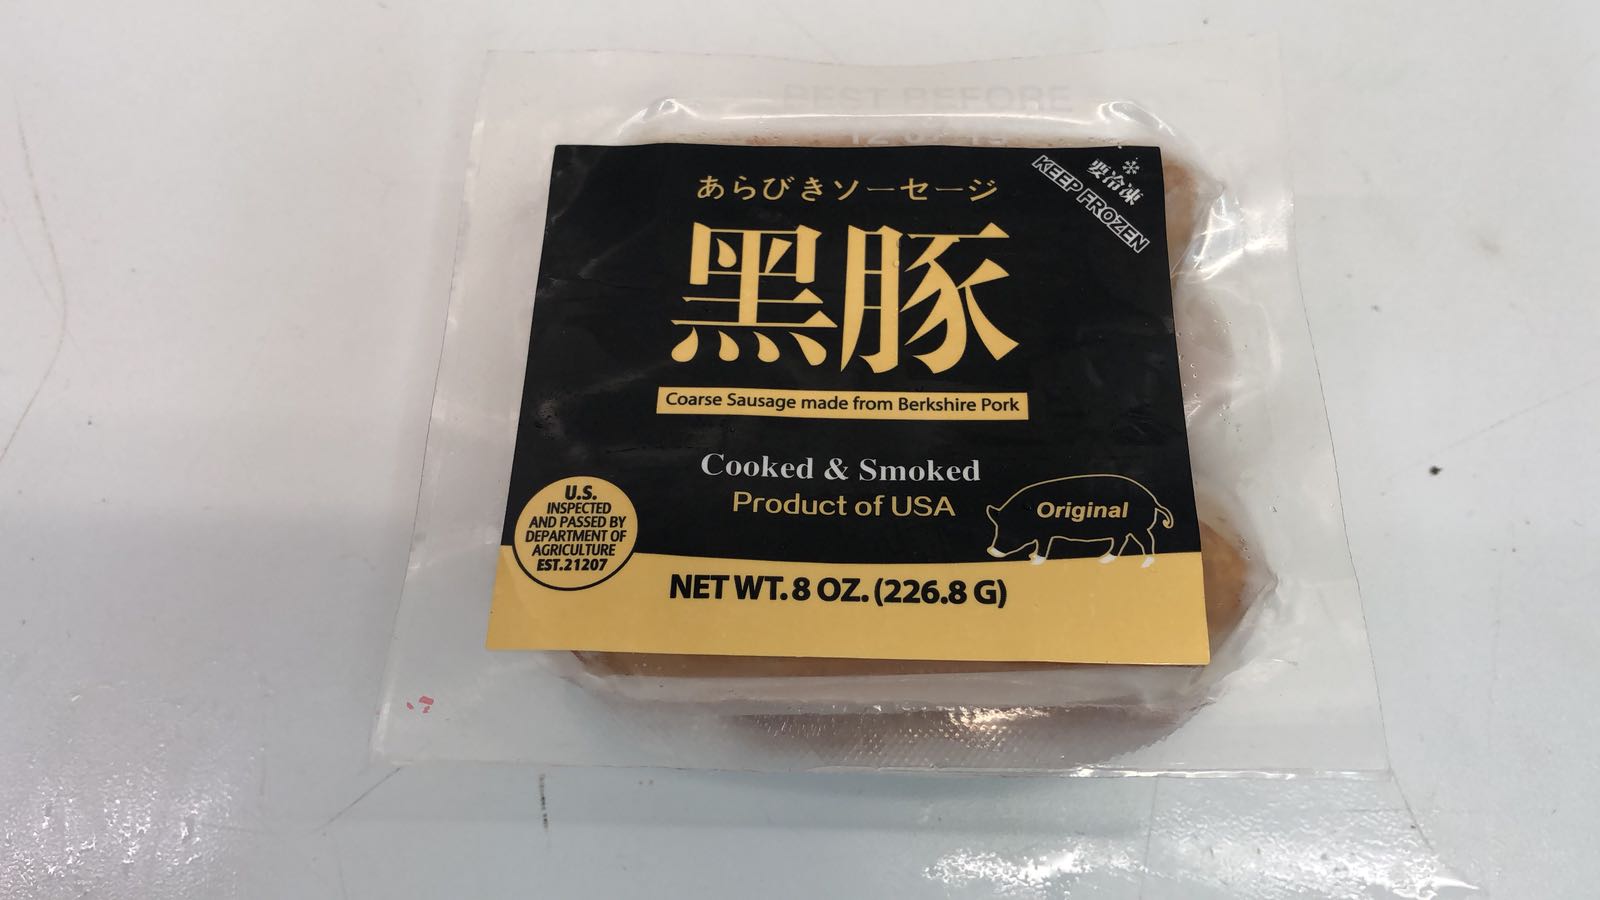 BEST BEFORE
あらびきソーセージ
黑豚
要冷凍
KEEP FROZEN
Coarse Sausage made from Berkshire Pork
Cooked & Smoked
Product of USA
Original
U.S.
INSPECTED
AND PASSED BY
DEPARTMENT OF
AGRICULTURE
EST.21207
NET WT. 8 OZ. (226.8 G)